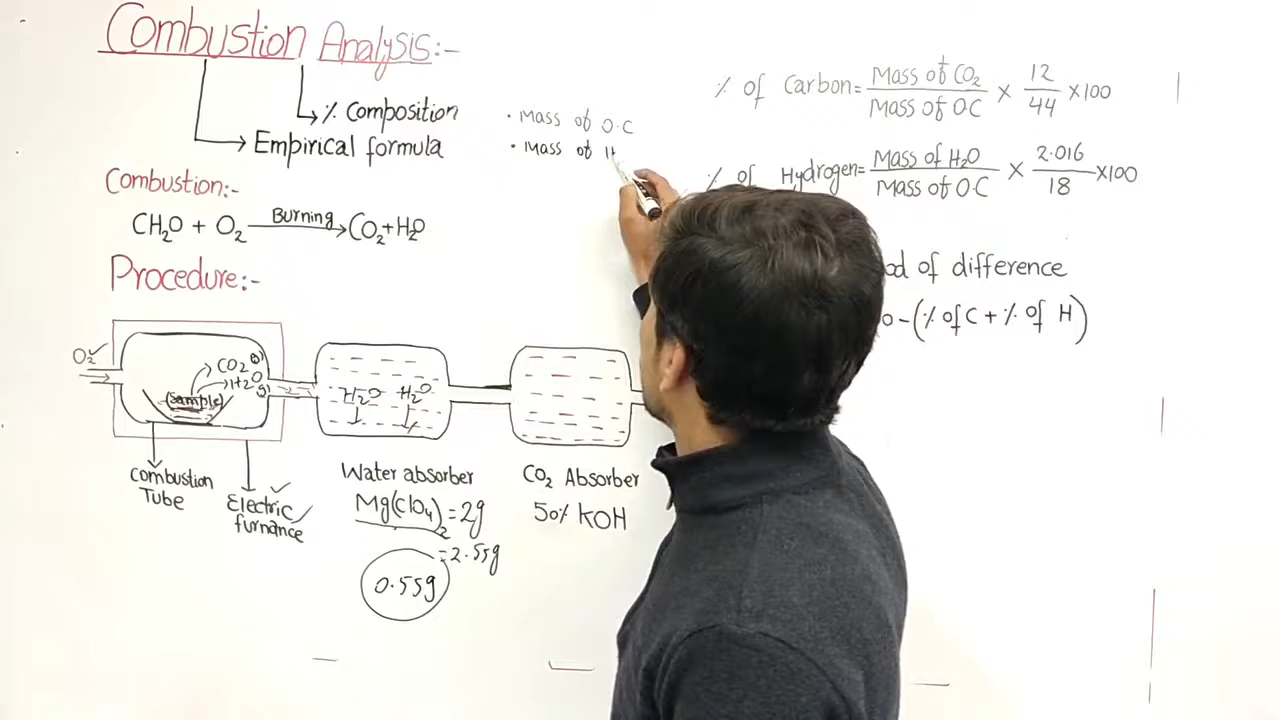 Combustion Analysis:-
% Composition
Empirical formula
Combustion:-
CH₂O + O₂ Burning CO₂+H₂O
Procedure:-
O₂
CO₂(g)
H₂O(g)
Sample
H₂O H₂O
Combustion Tube
Electric furnance
Water absorber
Mg(ClO₄)₂=2g
=2.55g
0.55g
CO₂ Absorber
50% KOH
• Mass of O.C
• Mass of H
% of Carbon= Mass of CO₂ / Mass of OC × 12/44 ×100
% of Hydrogen= Mass of H₂O / Mass of O.C × 2.016/18 ×100
of difference
-(% of C + % of H)